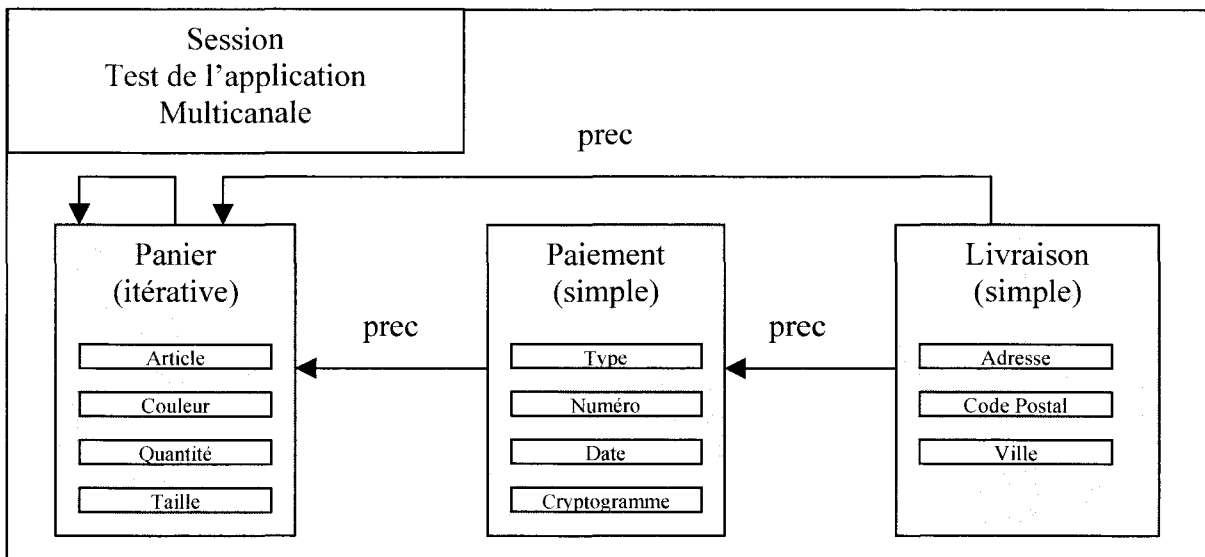 Session
Test de l'application
Multicanale
prec
Panier
(itérative)
Article
Couleur
Quantité
Taille
prec
Paiement
(simple)
Type
Numéro
Date
Cryptogramme
prec
Livraison
(simple)
Adresse
Code Postal
Ville